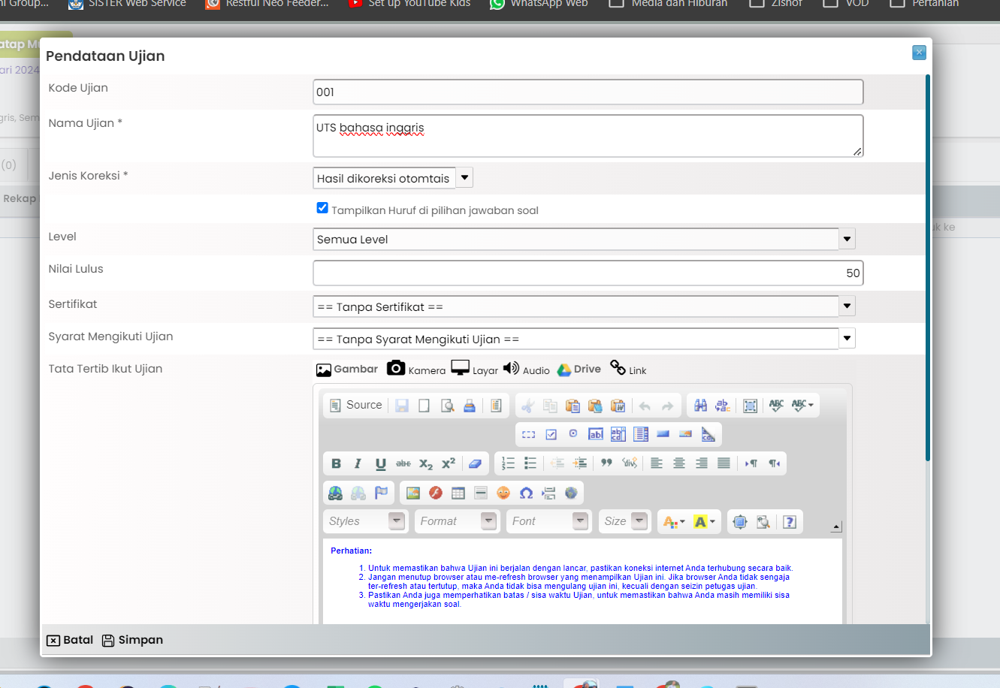 ni Group... SISTER Web Service Restful Neo Feeder... Set up YouTube Kids WhatsApp Web Media dan Hiburan Zishof VOD Pertanian
atap Mu
Pendataan Ujian
ari 2024
Kode Ujian 001
gris, Sem
Nama Ujian * UTS bahasa inggris
(0)
Jenis Koreksi * Hasil dikoreksi otomtais
Rekap
Tampilkan Huruf di pilihan jawaban soal
uk ke
Level Semua Level
Nilai Lulus 50
Sertifikat == Tanpa Sertifikat ==
Syarat Mengikuti Ujian == Tanpa Syarat Mengikuti Ujian ==
Tata Tertib Ikut Ujian Gambar Kamera Layar Audio Drive Link
Source
Styles Format Font Size
Perhatian:
1. Untuk memastikan bahwa Ujian ini berjalan dengan lancar, pastikan koneksi internet Anda terhubung secara baik.
2. Jangan menutup browser atau me-refresh browser yang menampilkan Ujian ini. Jika browser Anda tidak sengaja
ter-refresh atau tertutup, maka Anda tidak bisa mengulang ujian ini, kecuali dengan seizin petugas ujian.
3. Pastikan Anda juga memperhatikan batas / sisa waktu Ujian, untuk memastikan bahwa Anda masih memiliki sisa
waktu mengerjakan soal.
Batal Simpan